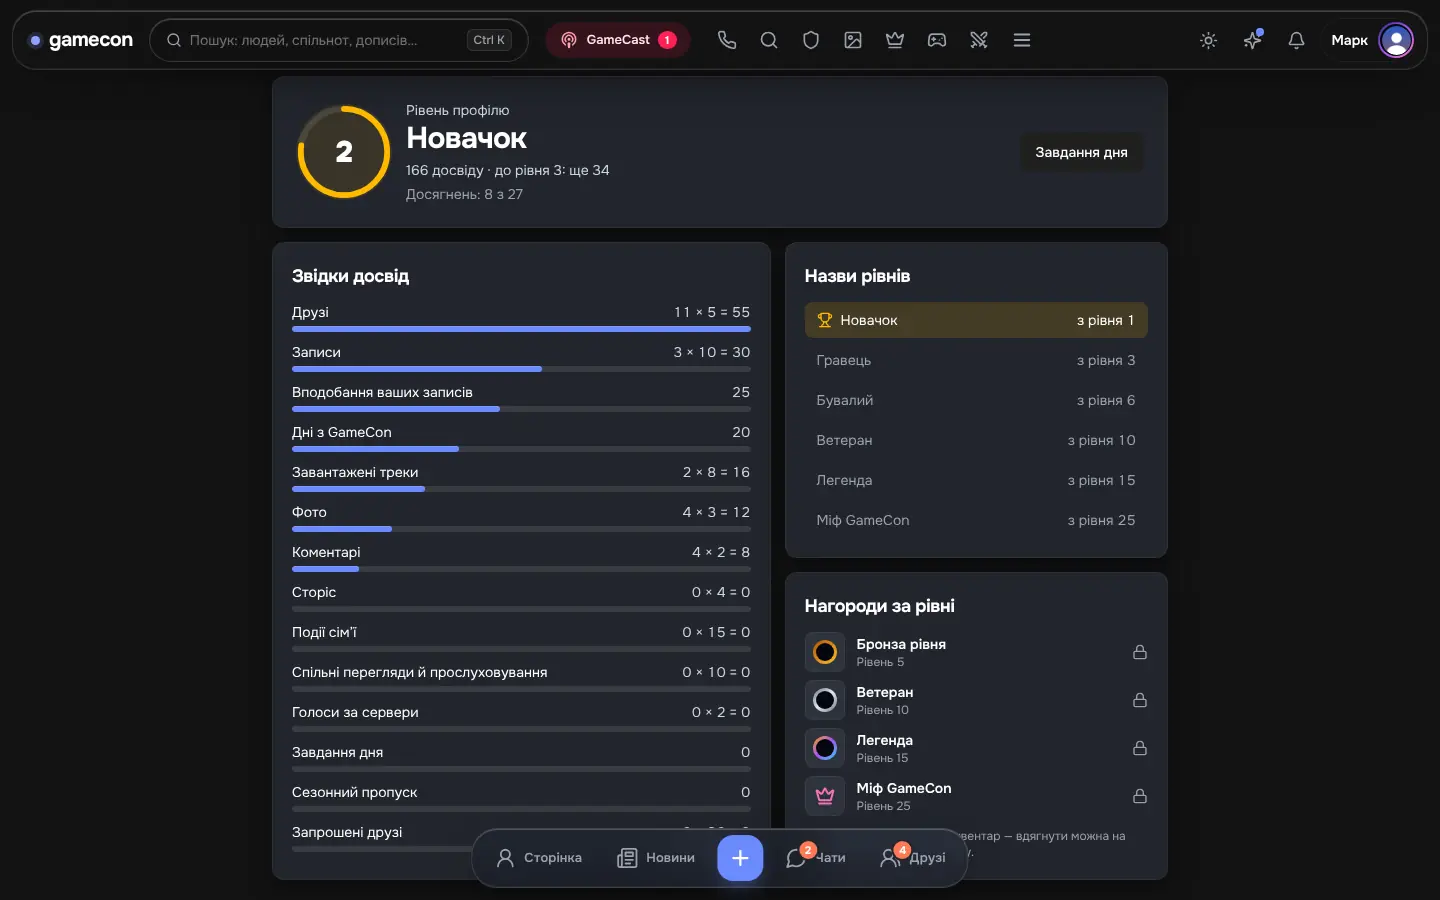 gamecon
Пошук: людей, спільнот, дописів...
Ctrl K
GameCast 1
Марк
2
Рівень профілю
Новачок
166 досвіду · до рівня 3: ще 34
Досягнень: 8 з 27
Завдання дня
Звідки досвід
Друзі 11 × 5 = 55
Записи 3 × 10 = 30
Вподобання ваших записів 25
Дні з GameCon 20
Завантажені треки 2 × 8 = 16
Фото 4 × 3 = 12
Коментарі 4 × 2 = 8
Сторіс 0 × 4 = 0
Події сім’ї 0 × 15 = 0
Спільні перегляди й прослуховування 0 × 10 = 0
Голоси за сервери 0 × 2 = 0
Завдання дня 0
Сезонний пропуск 0
Запрошені друзі
Назви рівнів
Новачок з рівня 1
Гравець з рівня 3
Бувалий з рівня 6
Ветеран з рівня 10
Легенда з рівня 15
Міф GameCon з рівня 25
Нагороди за рівні
Бронза рівня
Рівень 5
Ветеран
Рівень 10
Легенда
Рівень 15
Міф GameCon
Рівень 25
— вдягнути можна на
Сторінка
Новини
2
Чати
4
Друзі